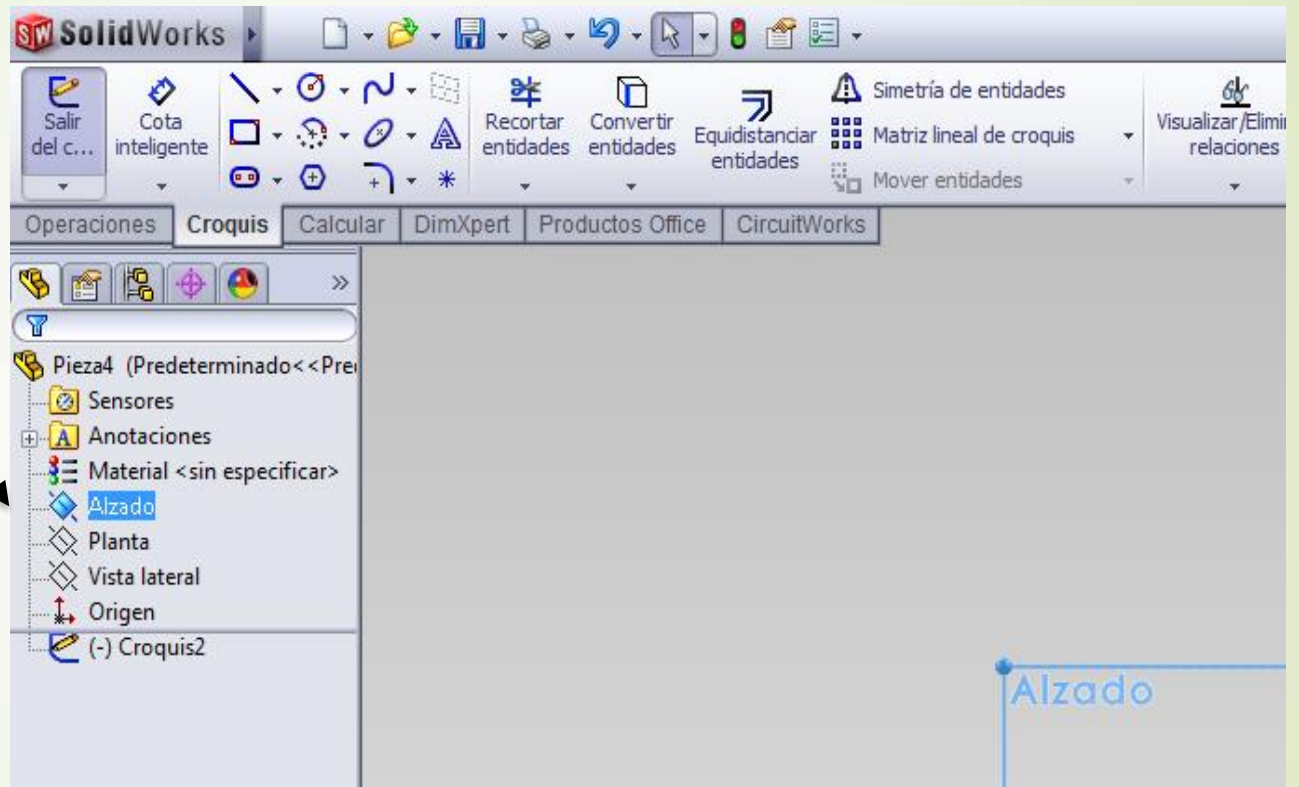 SolidWorks
Salir del c...
Cota inteligente
Recortar entidades
Convertir entidades
Equidistanciar entidades
Simetría de entidades
Matriz lineal de croquis
Mover entidades
Visualizar/Elimi
relaciones
Operaciones Croquis Calcular DimXpert Productos Office CircuitWorks
Pieza4 (Predeterminado<<Pre
Sensores
Anotaciones
Material <sin especificar>
Alzado
Planta
Vista lateral
Origen
(-) Croquis2
Alzado